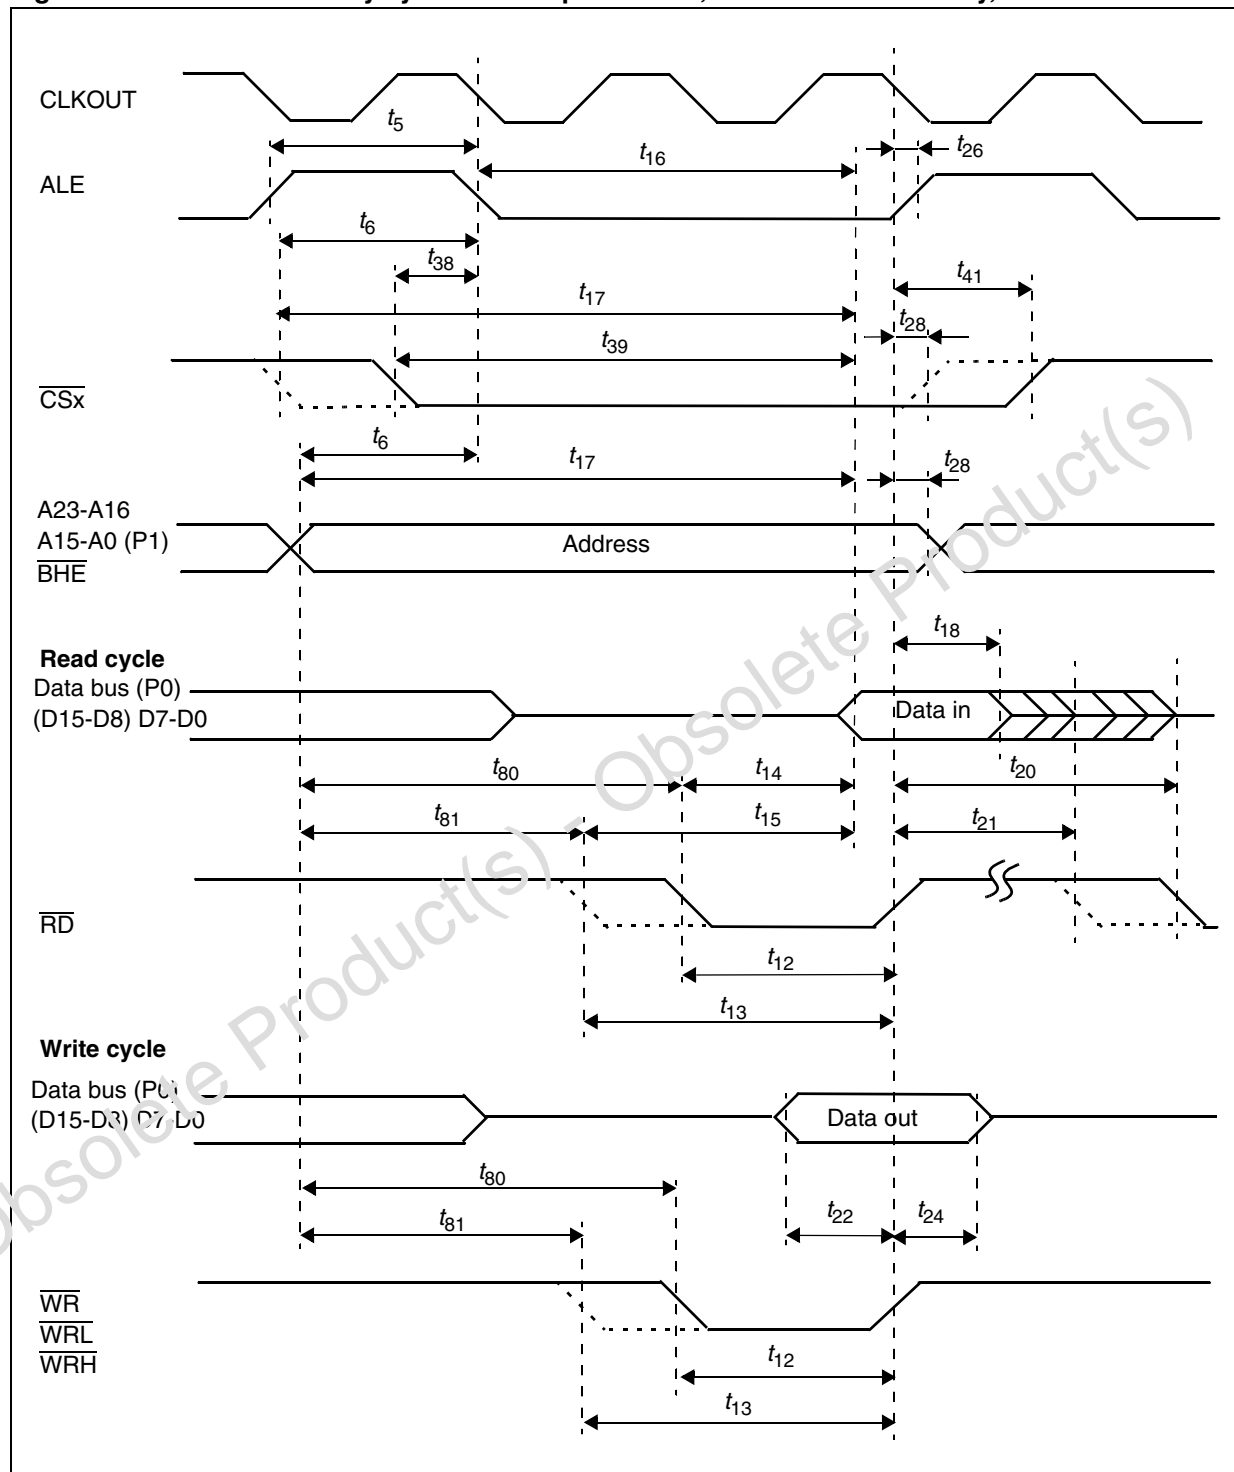 CLKOUT
t5
t16
t26
ALE
t6
t38
t41
t17
t28
t39
CSx
t6
t17
t28
A23-A16
A15-A0 (P1)
Address
BHE
t18
Read cycle
Data bus (P0)
Data in
(D15-D8) D7-D0
t80
t14
t20
t81
t15
t21
RD
t12
t13
Write cycle
Data bus (P0)
(D15-D8) D7-D0
Data out
t80
t81
t22
t24
WR
WRL
WRH
t12
t13
Obsolete Product(s) - Obsolete Product(s)